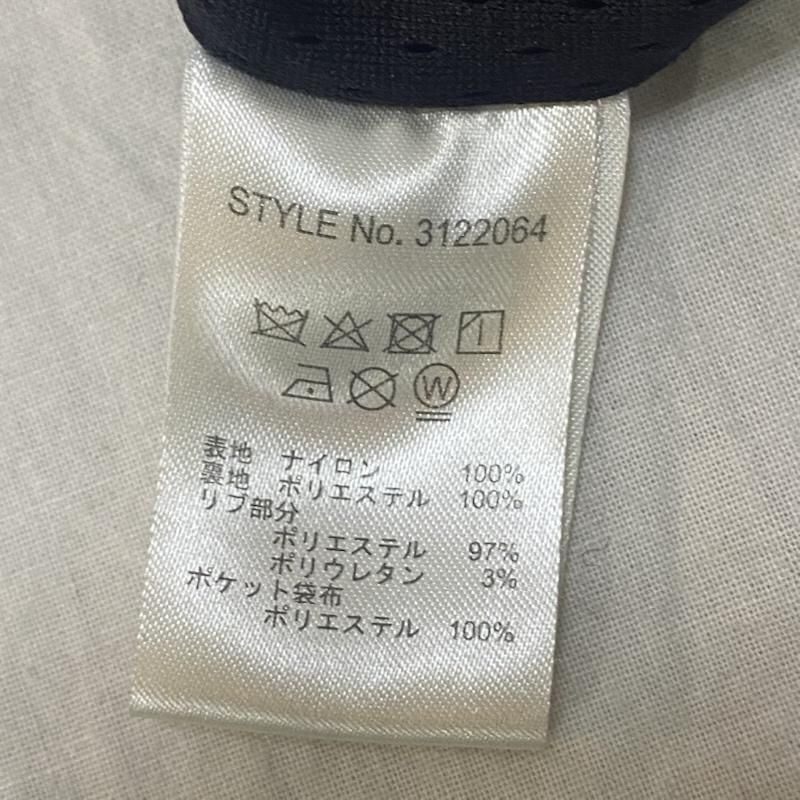 STYLE No. 3122064
W
表地 ナイロン 100%
裏地 ポリエステル 100%
リブ部分
ポリエステル 97%
ポリウレタン 3%
ポケット袋布
ポリエステル 100%